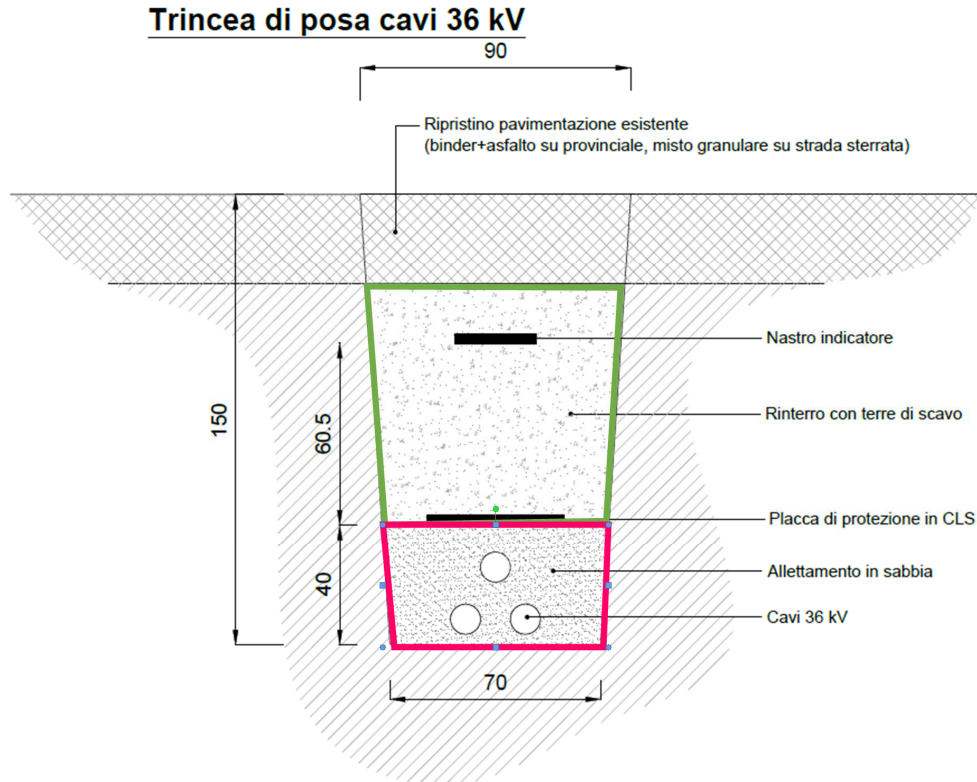 Trincea di posa cavi 36 kV
90
Ripristino pavimentazione esistente
(binder+asfalto su provinciale, misto granulare su strada sterrata)
Nastro indicatore
150
60.5
Rinterro con terre di scavo
Placca di protezione in CLS
40
Allettamento in sabbia
Cavi 36 kV
70